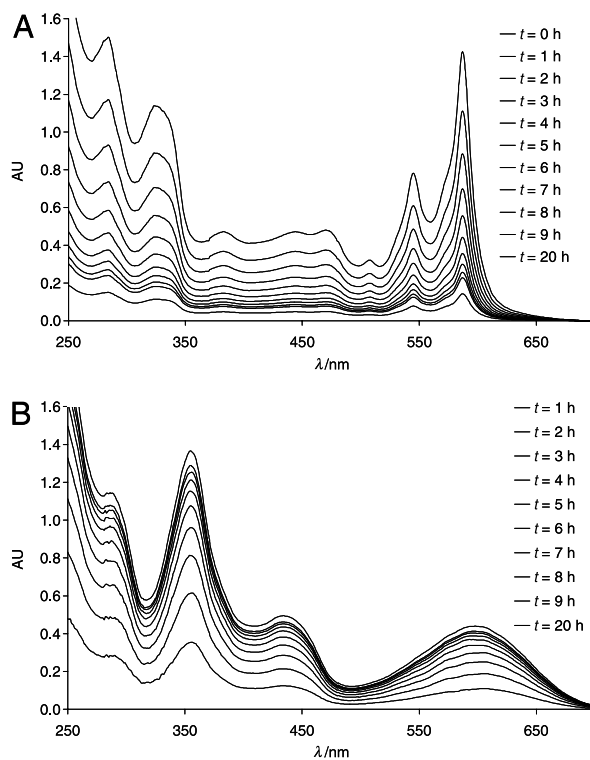 A
1.6
1.4
1.2
1.0
0.8
0.6
0.4
0.2
0.0
AU
250
350
450
550
650
λ/nm
t = 0 h
t = 1 h
t = 2 h
t = 3 h
t = 4 h
t = 5 h
t = 6 h
t = 7 h
t = 8 h
t = 9 h
t = 20 h
B
1.6
1.4
1.2
1.0
0.8
0.6
0.4
0.2
0.0
AU
250
350
450
550
650
λ/nm
t = 1 h
t = 2 h
t = 3 h
t = 4 h
t = 5 h
t = 6 h
t = 7 h
t = 8 h
t = 9 h
t = 20 h